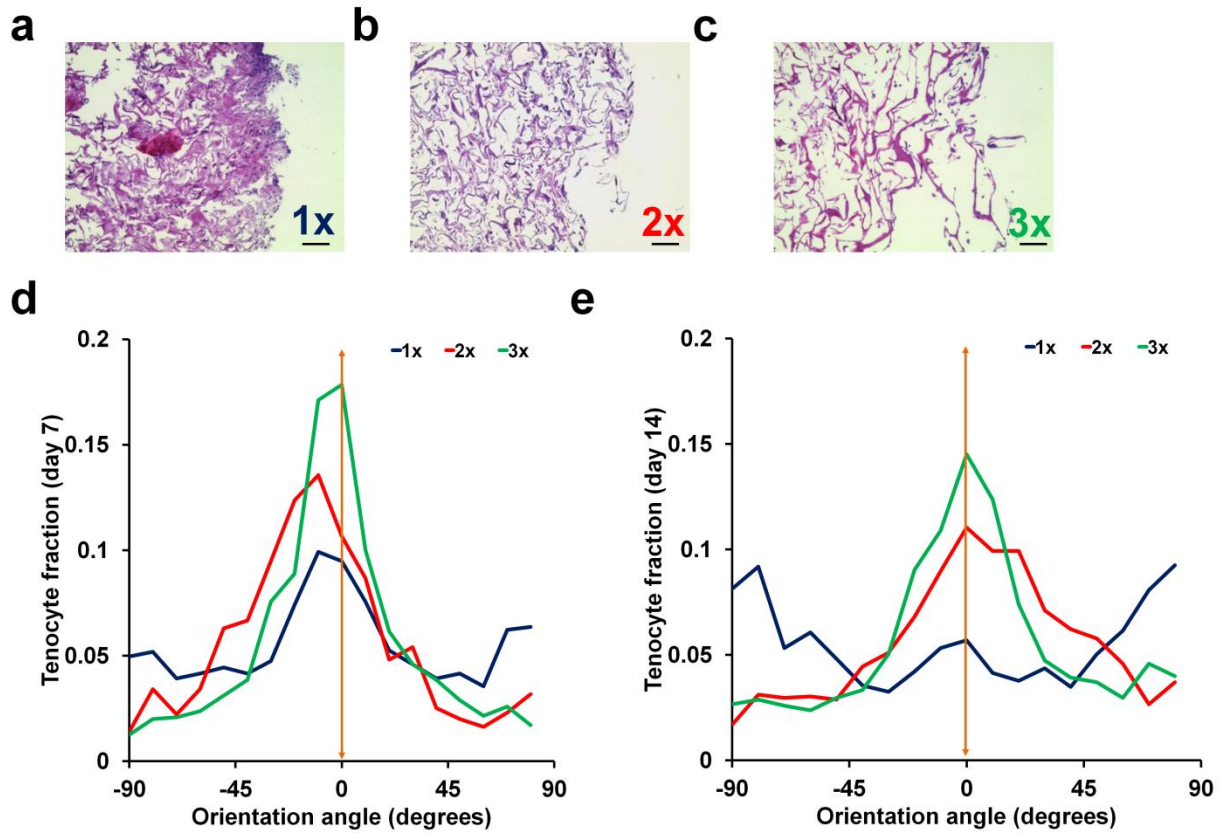 a
b
c
1x
2x
3x
d
e
0.2
0.15
0.1
0.05
0
-90
-45
0
45
90
Tenocyte fraction (day 7)
Orientation angle (degrees)
1x 2x 3x
0.2
0.15
0.1
0.05
0
-90
-45
0
45
90
Tenocyte fraction (day 14)
Orientation angle (degrees)
1x 2x 3x